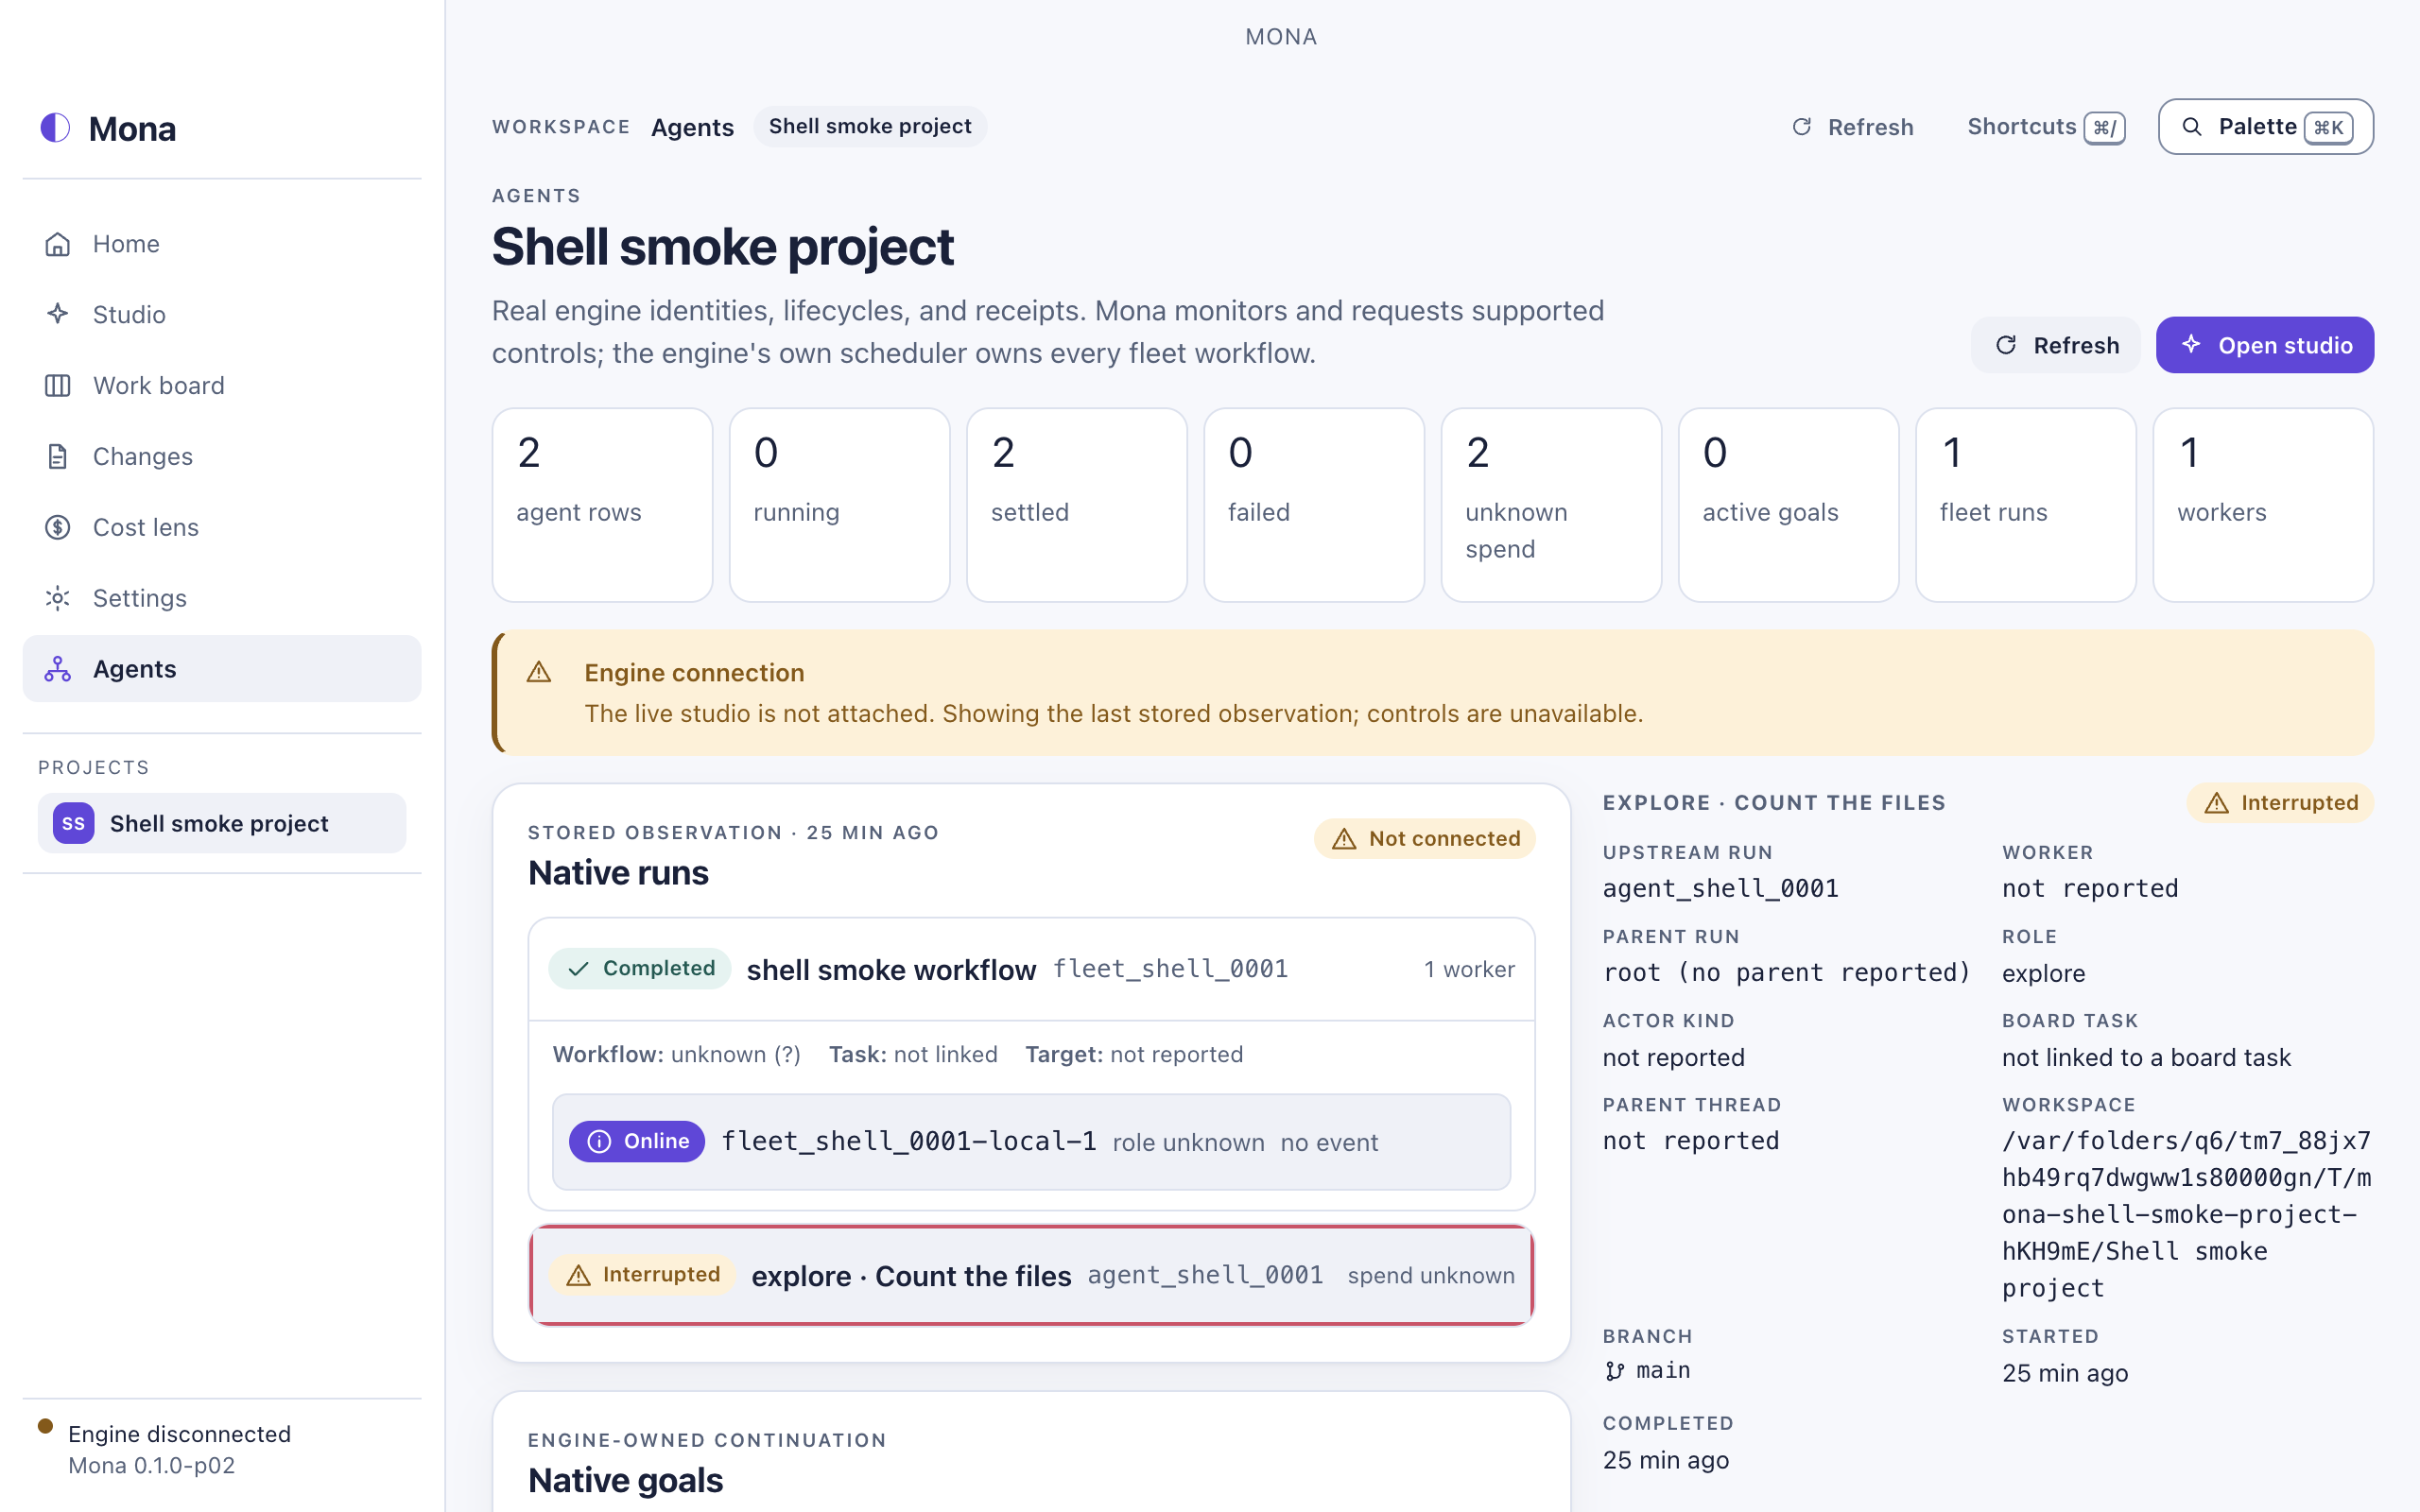 MONA
Mona
Home
Studio
Work board
Changes
Cost lens
Settings
Agents
PROJECTS
SS Shell smoke project
Engine disconnected
Mona 0.1.0-p02
WORKSPACE Agents Shell smoke project
Refresh Shortcuts ⌘/ Palette ⌘K
AGENTS
Shell smoke project
Real engine identities, lifecycles, and receipts. Mona monitors and requests supported
controls; the engine's own scheduler owns every fleet workflow.
Refresh Open studio
2
agent rows
0
running
2
settled
0
failed
2
unknown
spend
0
active goals
1
fleet runs
1
workers
Engine connection
The live studio is not attached. Showing the last stored observation; controls are unavailable.
STORED OBSERVATION · 25 MIN AGO
Native runs
Not connected
Completed shell smoke workflow fleet_shell_0001 1 worker
Workflow: unknown (?) Task: not linked Target: not reported
Online fleet_shell_0001-local-1 role unknown no event
Interrupted explore · Count the files agent_shell_0001 spend unknown
ENGINE-OWNED CONTINUATION
Native goals
EXPLORE · COUNT THE FILES Interrupted
UPSTREAM RUN
agent_shell_0001
WORKER
not reported
PARENT RUN
root (no parent reported)
ROLE
explore
ACTOR KIND
not reported
BOARD TASK
not linked to a board task
PARENT THREAD
not reported
WORKSPACE
/var/folders/q6/tm7_88jx7
hb49rq7dwgww1s80000gn/T/m
ona-shell-smoke-project-
hKH9mE/Shell smoke
project
BRANCH
main
STARTED
25 min ago
COMPLETED
25 min ago